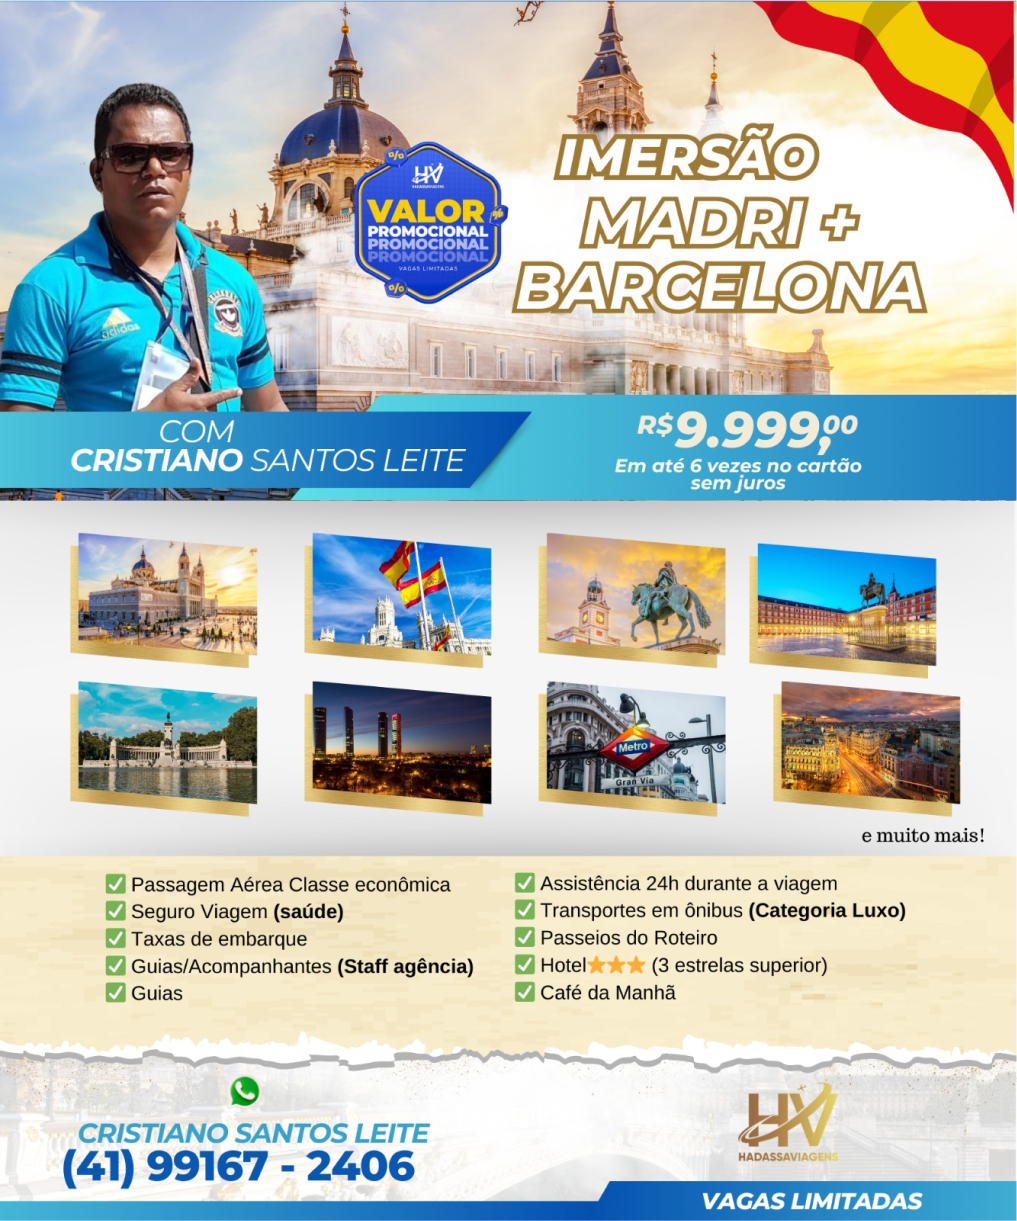 IMERSÃO
MADRI +
BARCELONA
HV
HADASSAVIAGENS
VALOR
PROMOCIONAL
PROMOCIONAL
VAGAS LIMITADAS
adidas
COM
CRISTIANO SANTOS LEITE
R$9.999,00
Em até 6 vezes no cartão
sem juros
Metro
Gran Vía
e muito mais!
✅ Passagem Aérea Classe econômica
✅ Seguro Viagem (saúde)
✅ Taxas de embarque
✅ Guias/Acompanhantes (Staff agência)
✅ Guias
✅ Assistência 24h durante a viagem
✅ Transportes em ônibus (Categoria Luxo)
✅ Passeios do Roteiro
✅ Hotel⭐⭐⭐ (3 estrelas superior)
✅ Café da Manhã
CRISTIANO SANTOS LEITE
(41) 99167 - 2406
HV
HADASSAVIAGENS
VAGAS LIMITADAS